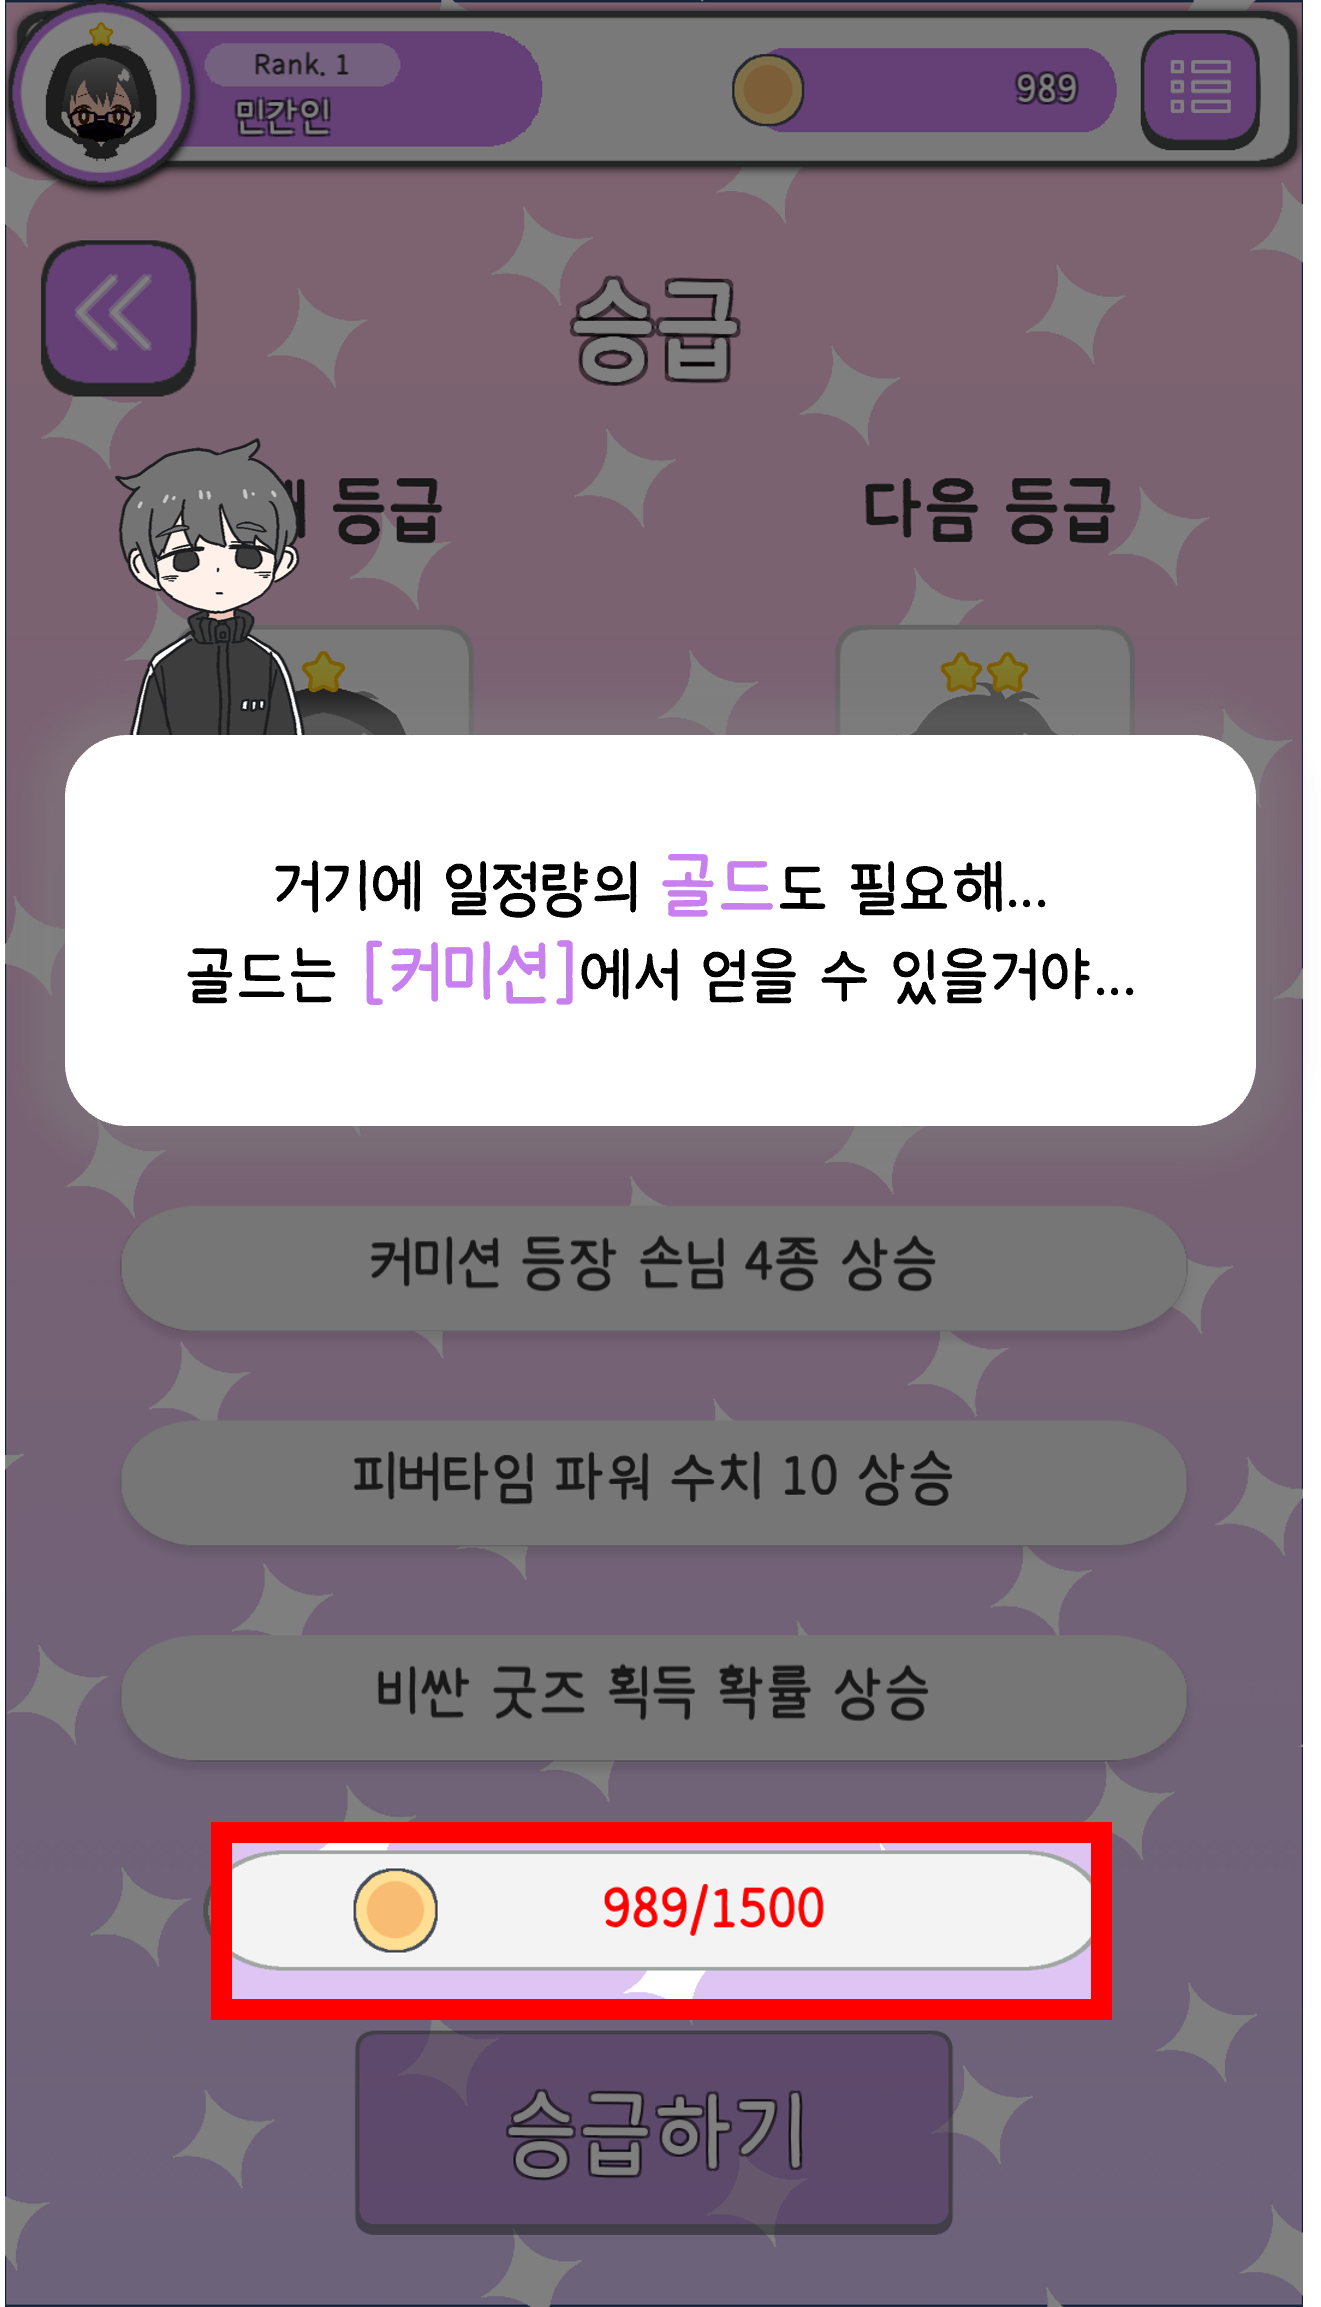 Rank. 1
민간인
989
승급
등급
다음 등급
거기에 일정량의 골드도 필요해...
골드는 [커미션]에서 얻을 수 있을거야...
커미션 등장 손님 4종 상승
피버타임 파워 수치 10 상승
비싼 굿즈 획득 확률 상승
989/1500
승급하기